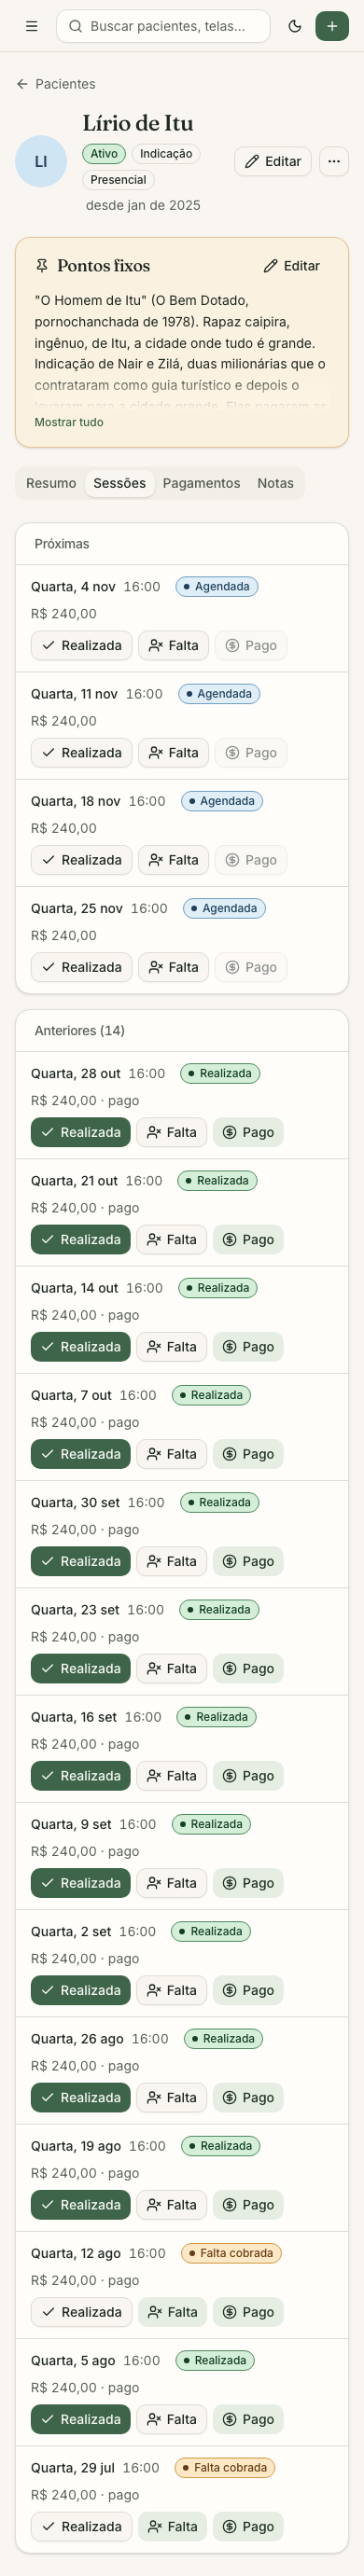 Buscar pacientes, telas...
Pacientes
Lírio de Itu
LI
Ativo
Indicação
Presencial
desde jan de 2025
Editar
Pontos fixos
Editar
"O Homem de Itu" (O Bem Dotado,
pornochanchada de 1978). Rapaz caipira,
ingênuo, de Itu, a cidade onde tudo é grande.
Indicação de Nair e Zilá, duas milionárias que o
contrataram como guia turístico e depois o
levaram para a cidade grande. Elas pagaram as
Mostrar tudo
Resumo Sessões Pagamentos Notas
Próximas
Quarta, 4 nov 16:00 Agendada
R$ 240,00
Realizada Falta Pago
Quarta, 11 nov 16:00 Agendada
R$ 240,00
Realizada Falta Pago
Quarta, 18 nov 16:00 Agendada
R$ 240,00
Realizada Falta Pago
Quarta, 25 nov 16:00 Agendada
R$ 240,00
Realizada Falta Pago
Anteriores (14)
Quarta, 28 out 16:00 Realizada
R$ 240,00 · pago
Realizada Falta Pago
Quarta, 21 out 16:00 Realizada
R$ 240,00 · pago
Realizada Falta Pago
Quarta, 14 out 16:00 Realizada
R$ 240,00 · pago
Realizada Falta Pago
Quarta, 7 out 16:00 Realizada
R$ 240,00 · pago
Realizada Falta Pago
Quarta, 30 set 16:00 Realizada
R$ 240,00 · pago
Realizada Falta Pago
Quarta, 23 set 16:00 Realizada
R$ 240,00 · pago
Realizada Falta Pago
Quarta, 16 set 16:00 Realizada
R$ 240,00 · pago
Realizada Falta Pago
Quarta, 9 set 16:00 Realizada
R$ 240,00 · pago
Realizada Falta Pago
Quarta, 2 set 16:00 Realizada
R$ 240,00 · pago
Realizada Falta Pago
Quarta, 26 ago 16:00 Realizada
R$ 240,00 · pago
Realizada Falta Pago
Quarta, 19 ago 16:00 Realizada
R$ 240,00 · pago
Realizada Falta Pago
Quarta, 12 ago 16:00 Falta cobrada
R$ 240,00 · pago
Realizada Falta Pago
Quarta, 5 ago 16:00 Realizada
R$ 240,00 · pago
Realizada Falta Pago
Quarta, 29 jul 16:00 Falta cobrada
R$ 240,00 · pago
Realizada Falta Pago